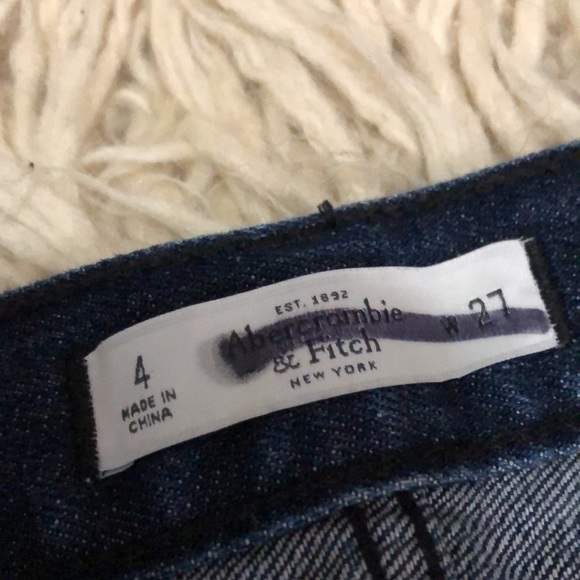 EST. 1892
Abercrombie
& Fitch
NEW YORK
4
MADE IN
CHINA
W 27